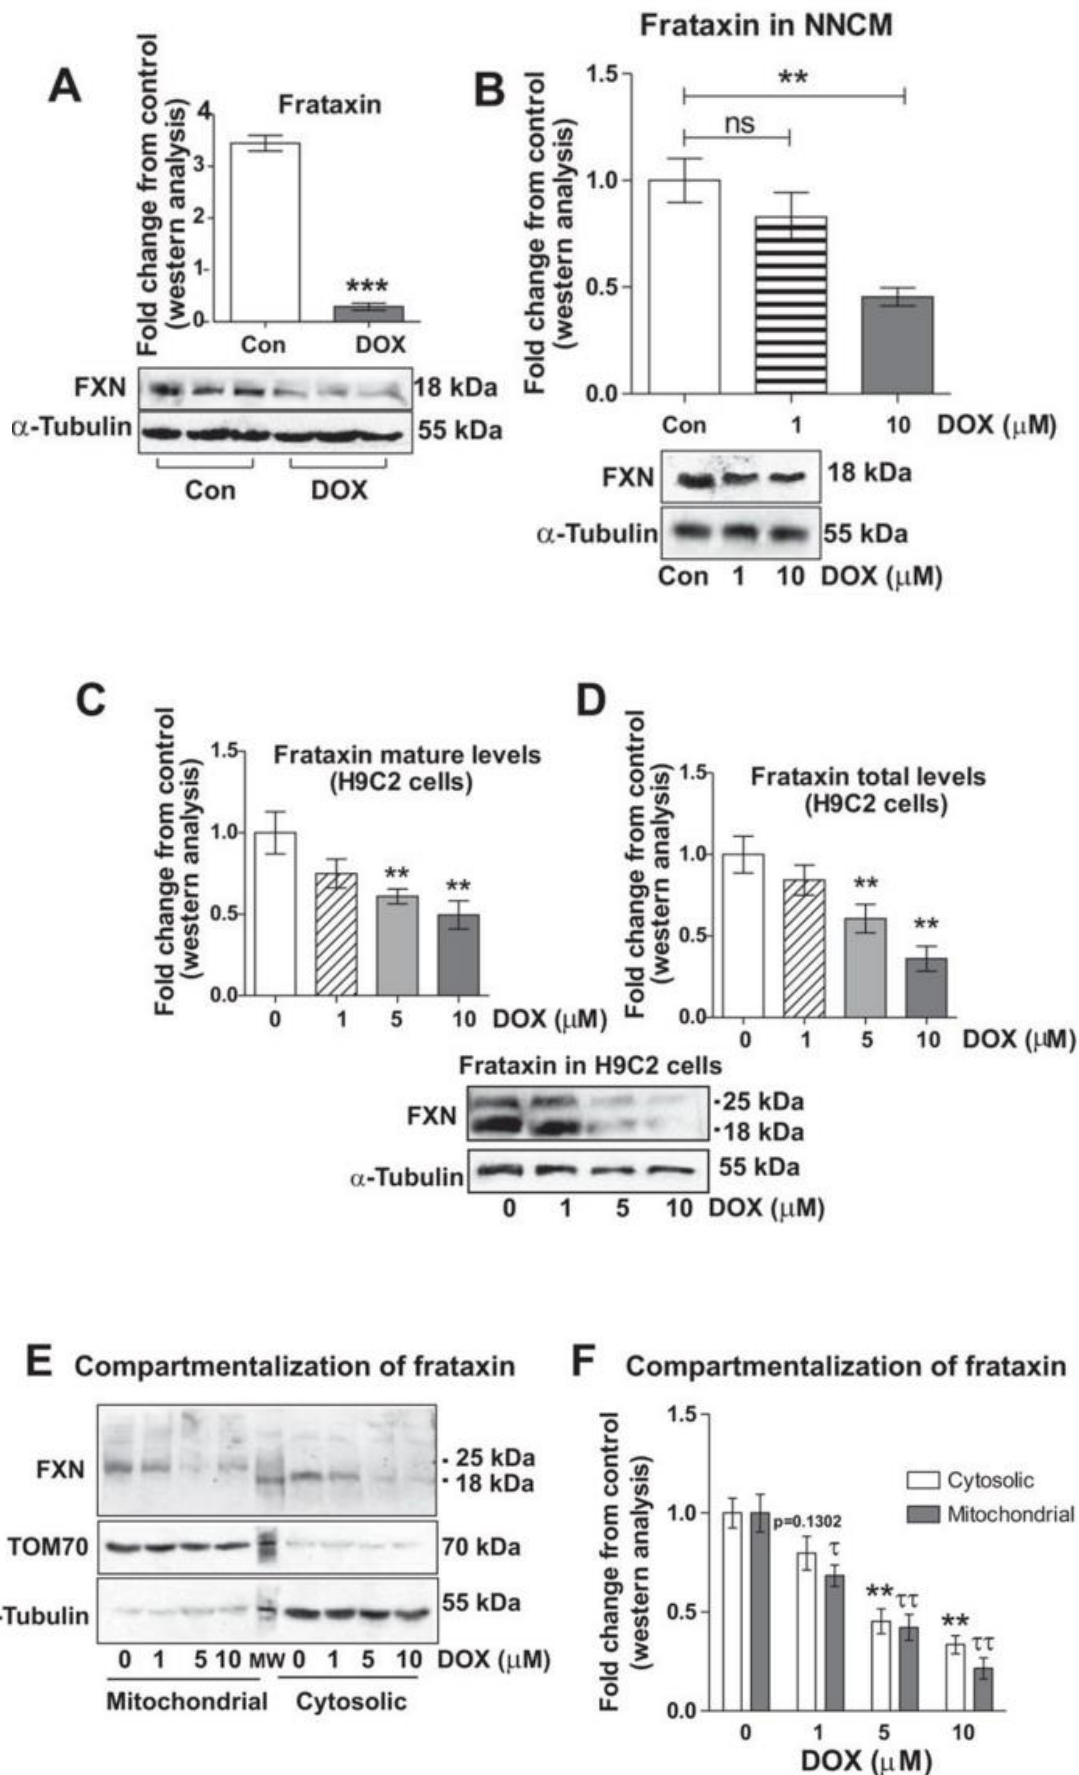 A
Fold change from control
(western analysis)
Frataxin
4
3
2
1
0
***
Con DOX
FXN 18 kDa
α-Tubulin 55 kDa
Con DOX
Frataxin in NNCM
B
Fold change from control
(western analysis)
1.5
1.0
0.5
0.0
**
ns
Con 1 10 DOX (μM)
FXN 18 kDa
α-Tubulin 55 kDa
Con 1 10 DOX (μM)
C
Fold change from control
(western analysis)
Frataxin mature levels
(H9C2 cells)
1.5
1.0
0.5
0.0
** **
0 1 5 10 DOX (μM)
D
Fold change from control
(western analysis)
Frataxin total levels
(H9C2 cells)
1.5
1.0
0.5
0.0
** **
0 1 5 10 DOX (μM)
Frataxin in H9C2 cells
FXN
25 kDa
18 kDa
α-Tubulin 55 kDa
0 1 5 10 DOX (μM)
E Compartmentalization of frataxin
FXN
25 kDa
18 kDa
TOM70 70 kDa
-Tubulin 55 kDa
0 1 5 10 MW 0 1 5 10 DOX (μM)
Mitochondrial Cytosolic
F Compartmentalization of frataxin
Fold change from control
(western analysis)
1.5
1.0
0.5
0.0
Cytosolic
Mitochondrial
p=0.1302
τ
** ττ
** ττ
0 1 5 10
DOX (μM)